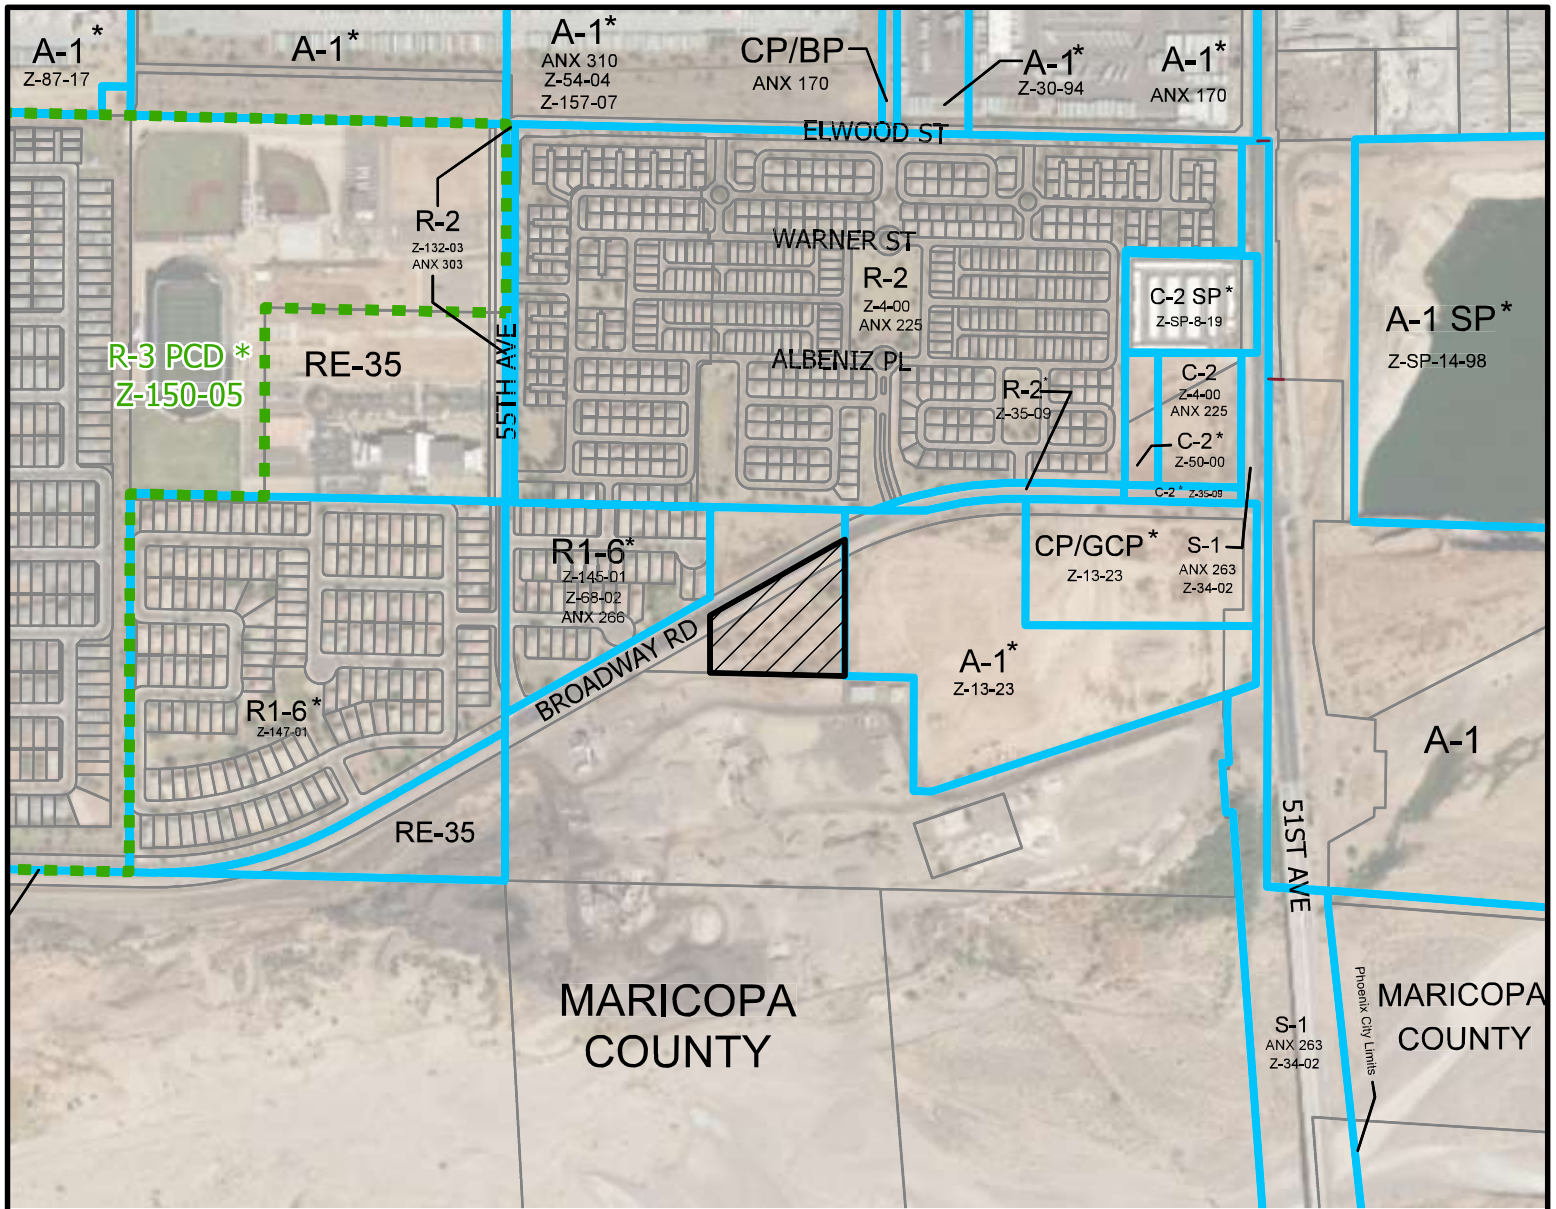 A-1*
Z-87-17
A-1*
A-1*
ANX 310
Z-54-04
Z-157-07
CP/BP
ANX 170
A-1*
Z-30-94
A-1*
ANX 170
ELWOOD ST
R-2
Z-132-03
ANX 303
WARNER ST
R-2
Z-4-00
ANX 225
ALBENIZ PL
C-2 SP*
Z-SP-8-19
A-1 SP*
Z-SP-14-98
R-3 PCD *
Z-150-05
RE-35
55TH AVE
R-2*
Z-35-09
C-2
Z-4-00
ANX 225
C-2*
Z-50-00
C-2* Z-35-09
R1-6*
Z-145-01
Z-68-02
ANX 266
CP/GCP*
Z-13-23
S-1
ANX 263
Z-34-02
BROADWAY RD
A-1*
Z-13-23
R1-6*
Z-147-01
A-1
RE-35
51ST AVE
MARICOPA
COUNTY
Phoenix City Limits
MARICOPA
COUNTY
S-1
ANX 263
Z-34-02